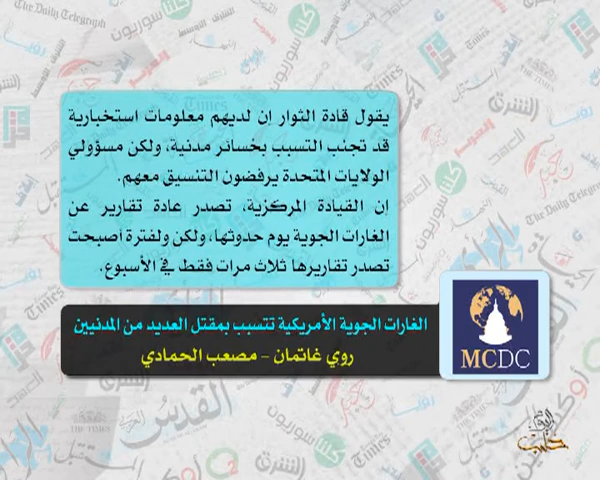 يقول قادة الثوار إن لديهم معلومات استخبارية
قد تجنب التسبب بخسائر مدنية، ولكن مسؤولي
الولايات المتحدة يرفضون التنسيق معهم.
إن القيادة المركزية، تصدر عادة تقارير عن
الغارات الجوية يوم حدوثها، ولكن ولفترة أصبحت
تصدر تقاريرها ثلاث مرات فقط في الأسبوع.
الغارات الجوية الأمريكية تتسبب بمقتل العديد من المدنيين
روي غاتمان - مصعب الحمادي
MCDC
حلب اليوم